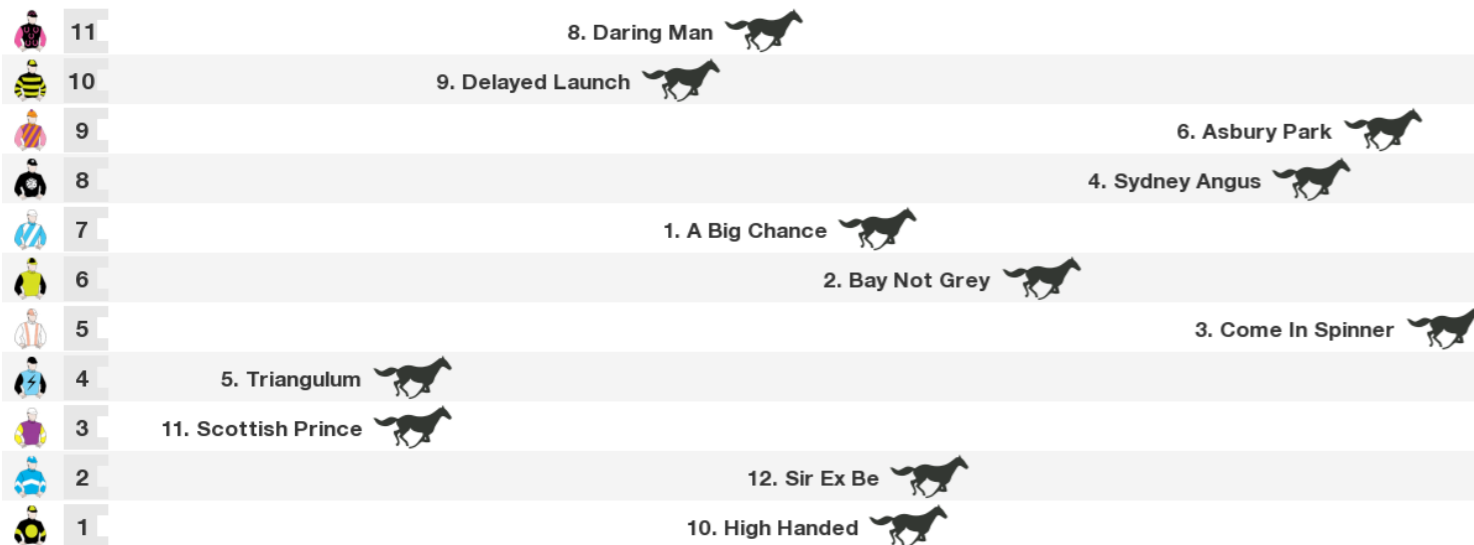 11 8. Daring Man
10 9. Delayed Launch
9 6. Asbury Park
8 4. Sydney Angus
7 1. A Big Chance
6 2. Bay Not Grey
5 3. Come In Spinner
4 5. Triangulum
3 11. Scottish Prince
2 12. Sir Ex Be
1 10. High Handed